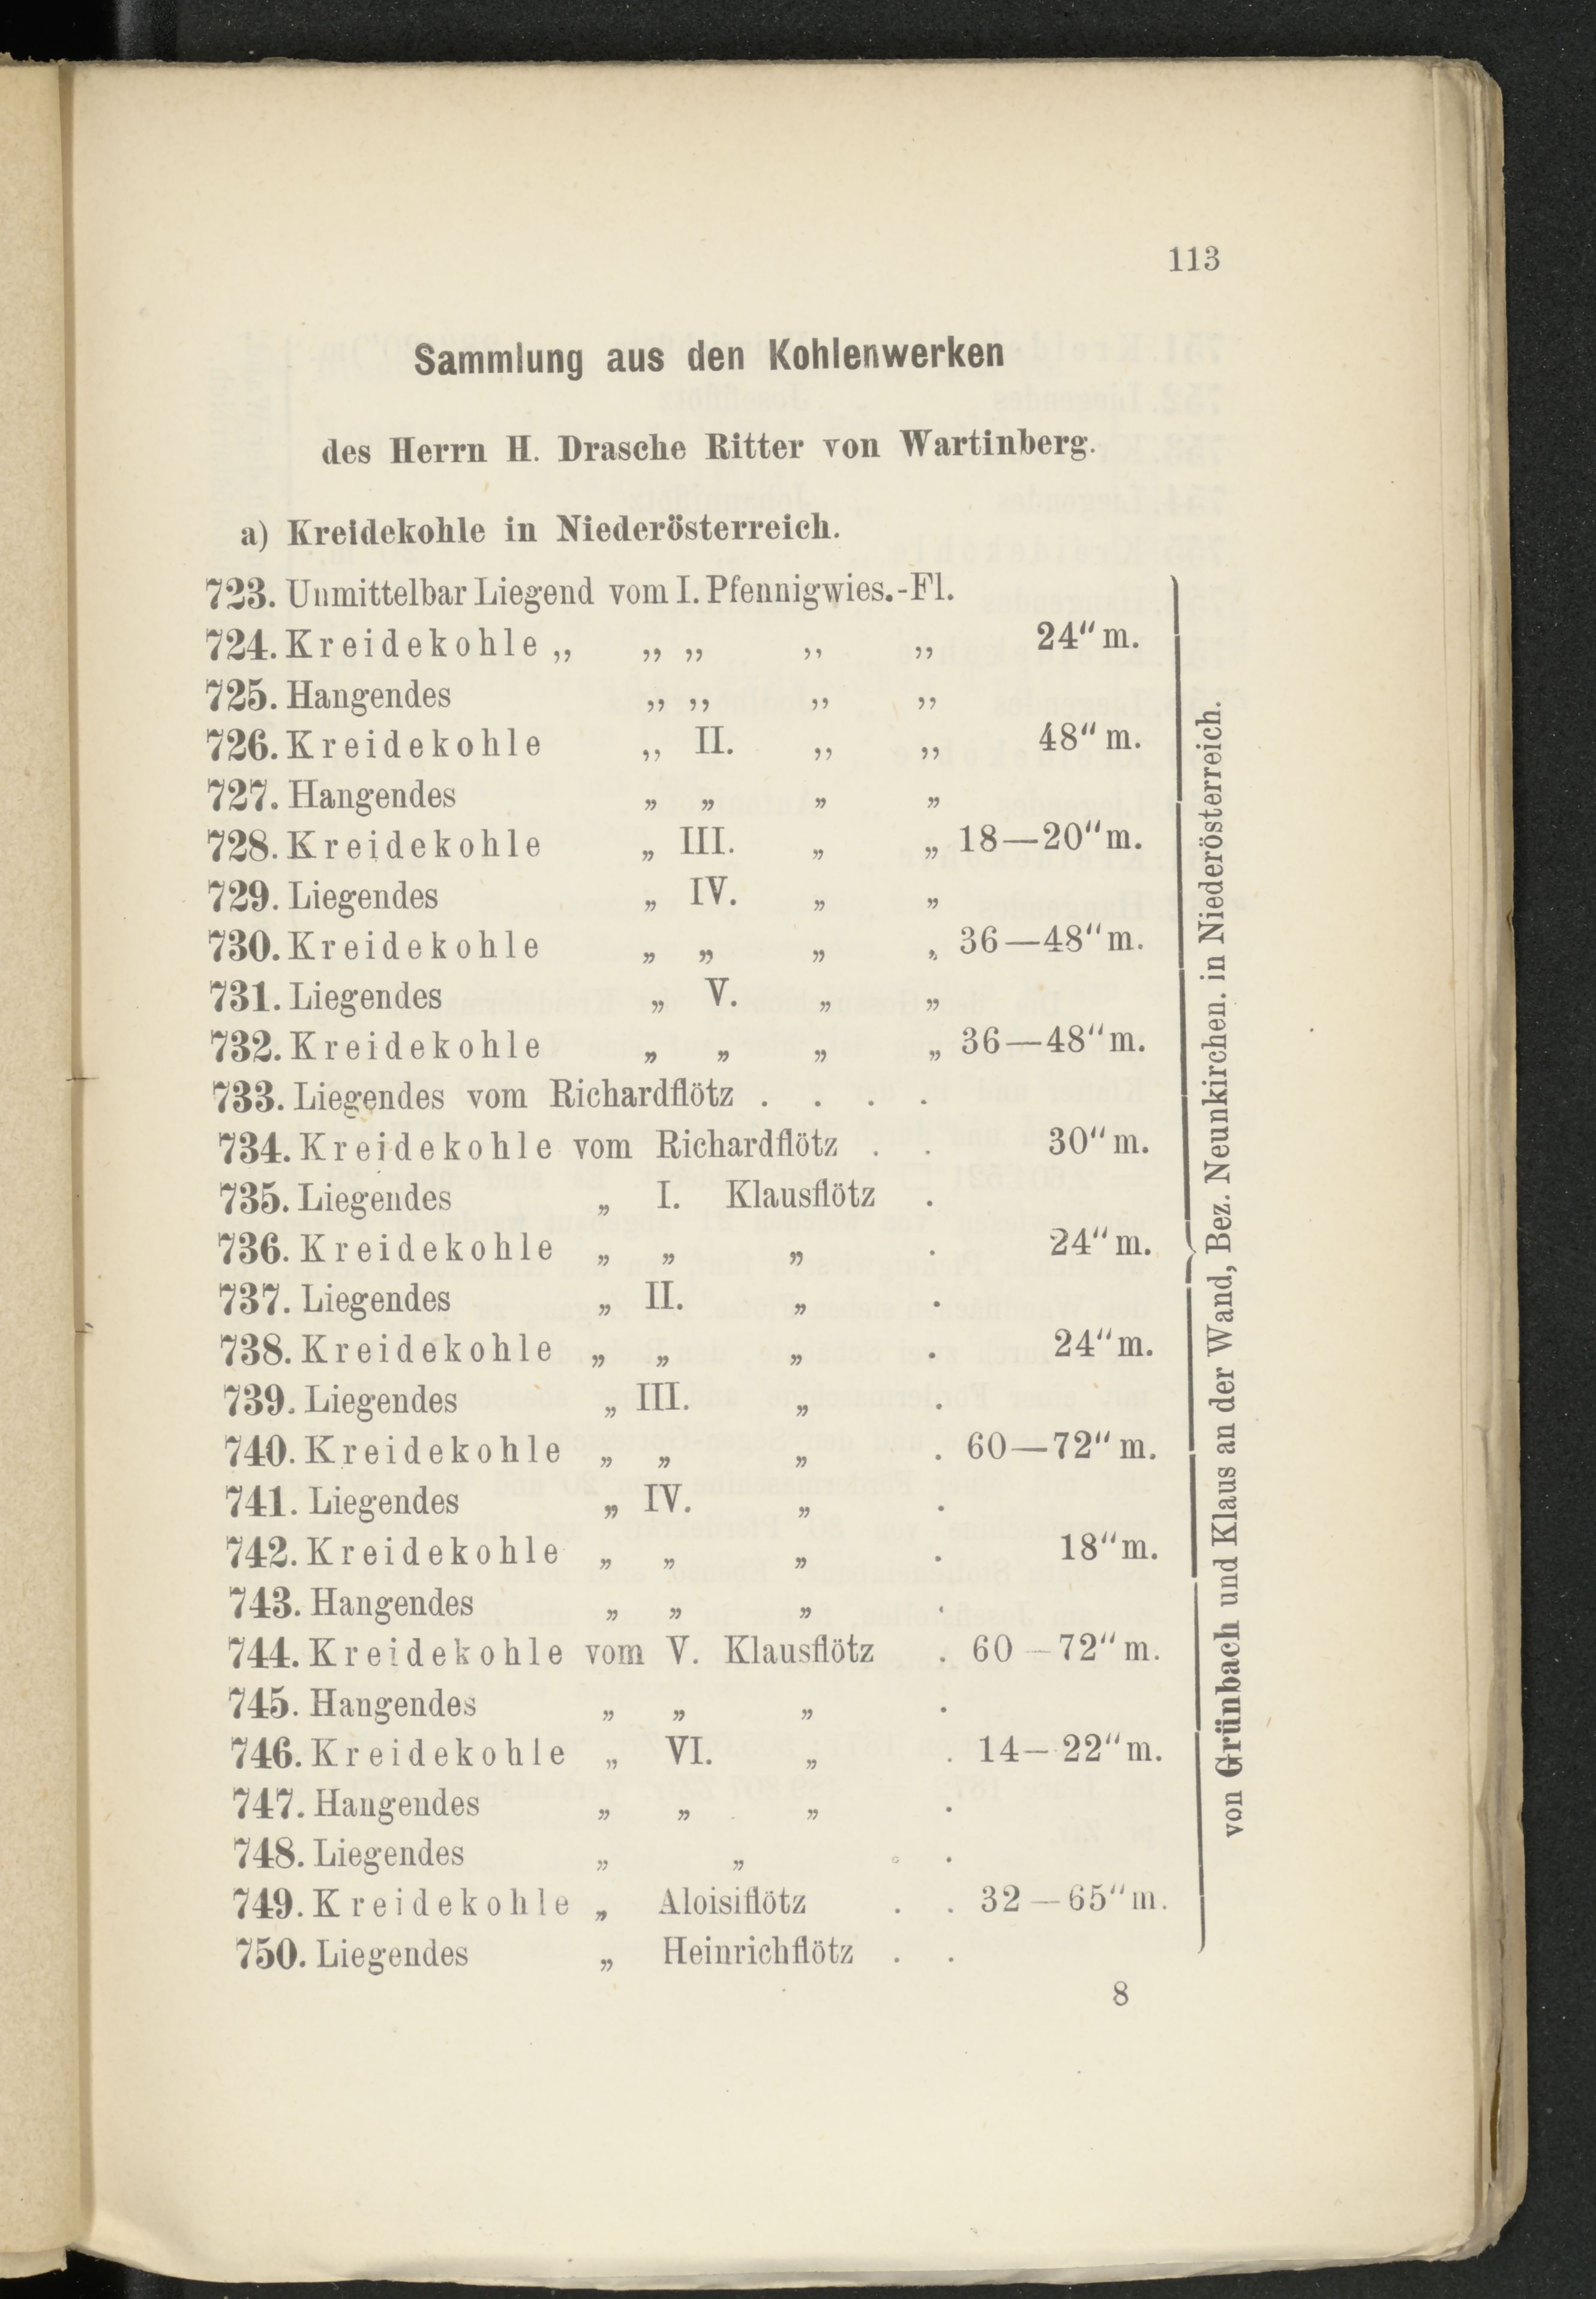 113
Sammlung aus den Kohlenwerken
des Herrn H. Drasche Ritter von Wartinberg.
a) Kreidekohle in Niederösterreich.
723. Unmittelbar Liegend vom I. Pfennigwies.-Fl.
724. Kreidekohle „ „ „ „ „ 24“ m.
725. Hangendes „ „ „ „
726. Kreidekohle „ II. „ „ 48“ m.
727. Hangendes „ „ „ „
728. Kreidekohle „ III. „ „ 18—20“ m.
729. Liegendes „ IV. „ „
730. Kreidekohle „ „ „ „ 36—48“ m.
731. Liegendes „ V. „ „
732. Kreidekohle „ „ „ „ 36—48“ m.
733. Liegendes vom Richardflötz . . . .
734. Kreidekohle vom Richardflötz . . 30“ m.
735. Liegendes „ I. Klausflötz .
736. Kreidekohle „ „ „ . 24“ m.
737. Liegendes „ II. „ .
738. Kreidekohle „ „ „ . 24“ m.
739. Liegendes „ III. „ .
740. Kreidekohle „ „ „ . 60—72“ m.
741. Liegendes „ IV. „ .
742. Kreidekohle „ „ „ . 18“ m.
743. Hangendes „ „ „ .
744. Kreidekohle vom V. Klausflötz . 60—72“ m.
745. Hangendes „ „ „ .
746. Kreidekohle „ VI. „ . 14—22“ m.
747. Hangendes „ „ „ .
748. Liegendes „ „ . .
749. Kreidekohle „ Aloisiflötz . . 32—65“ m.
750. Liegendes „ Heinrichflötz . .
von Grünbach und Klaus an der Wand, Bez. Neunkirchen. in Niederösterreich.
8